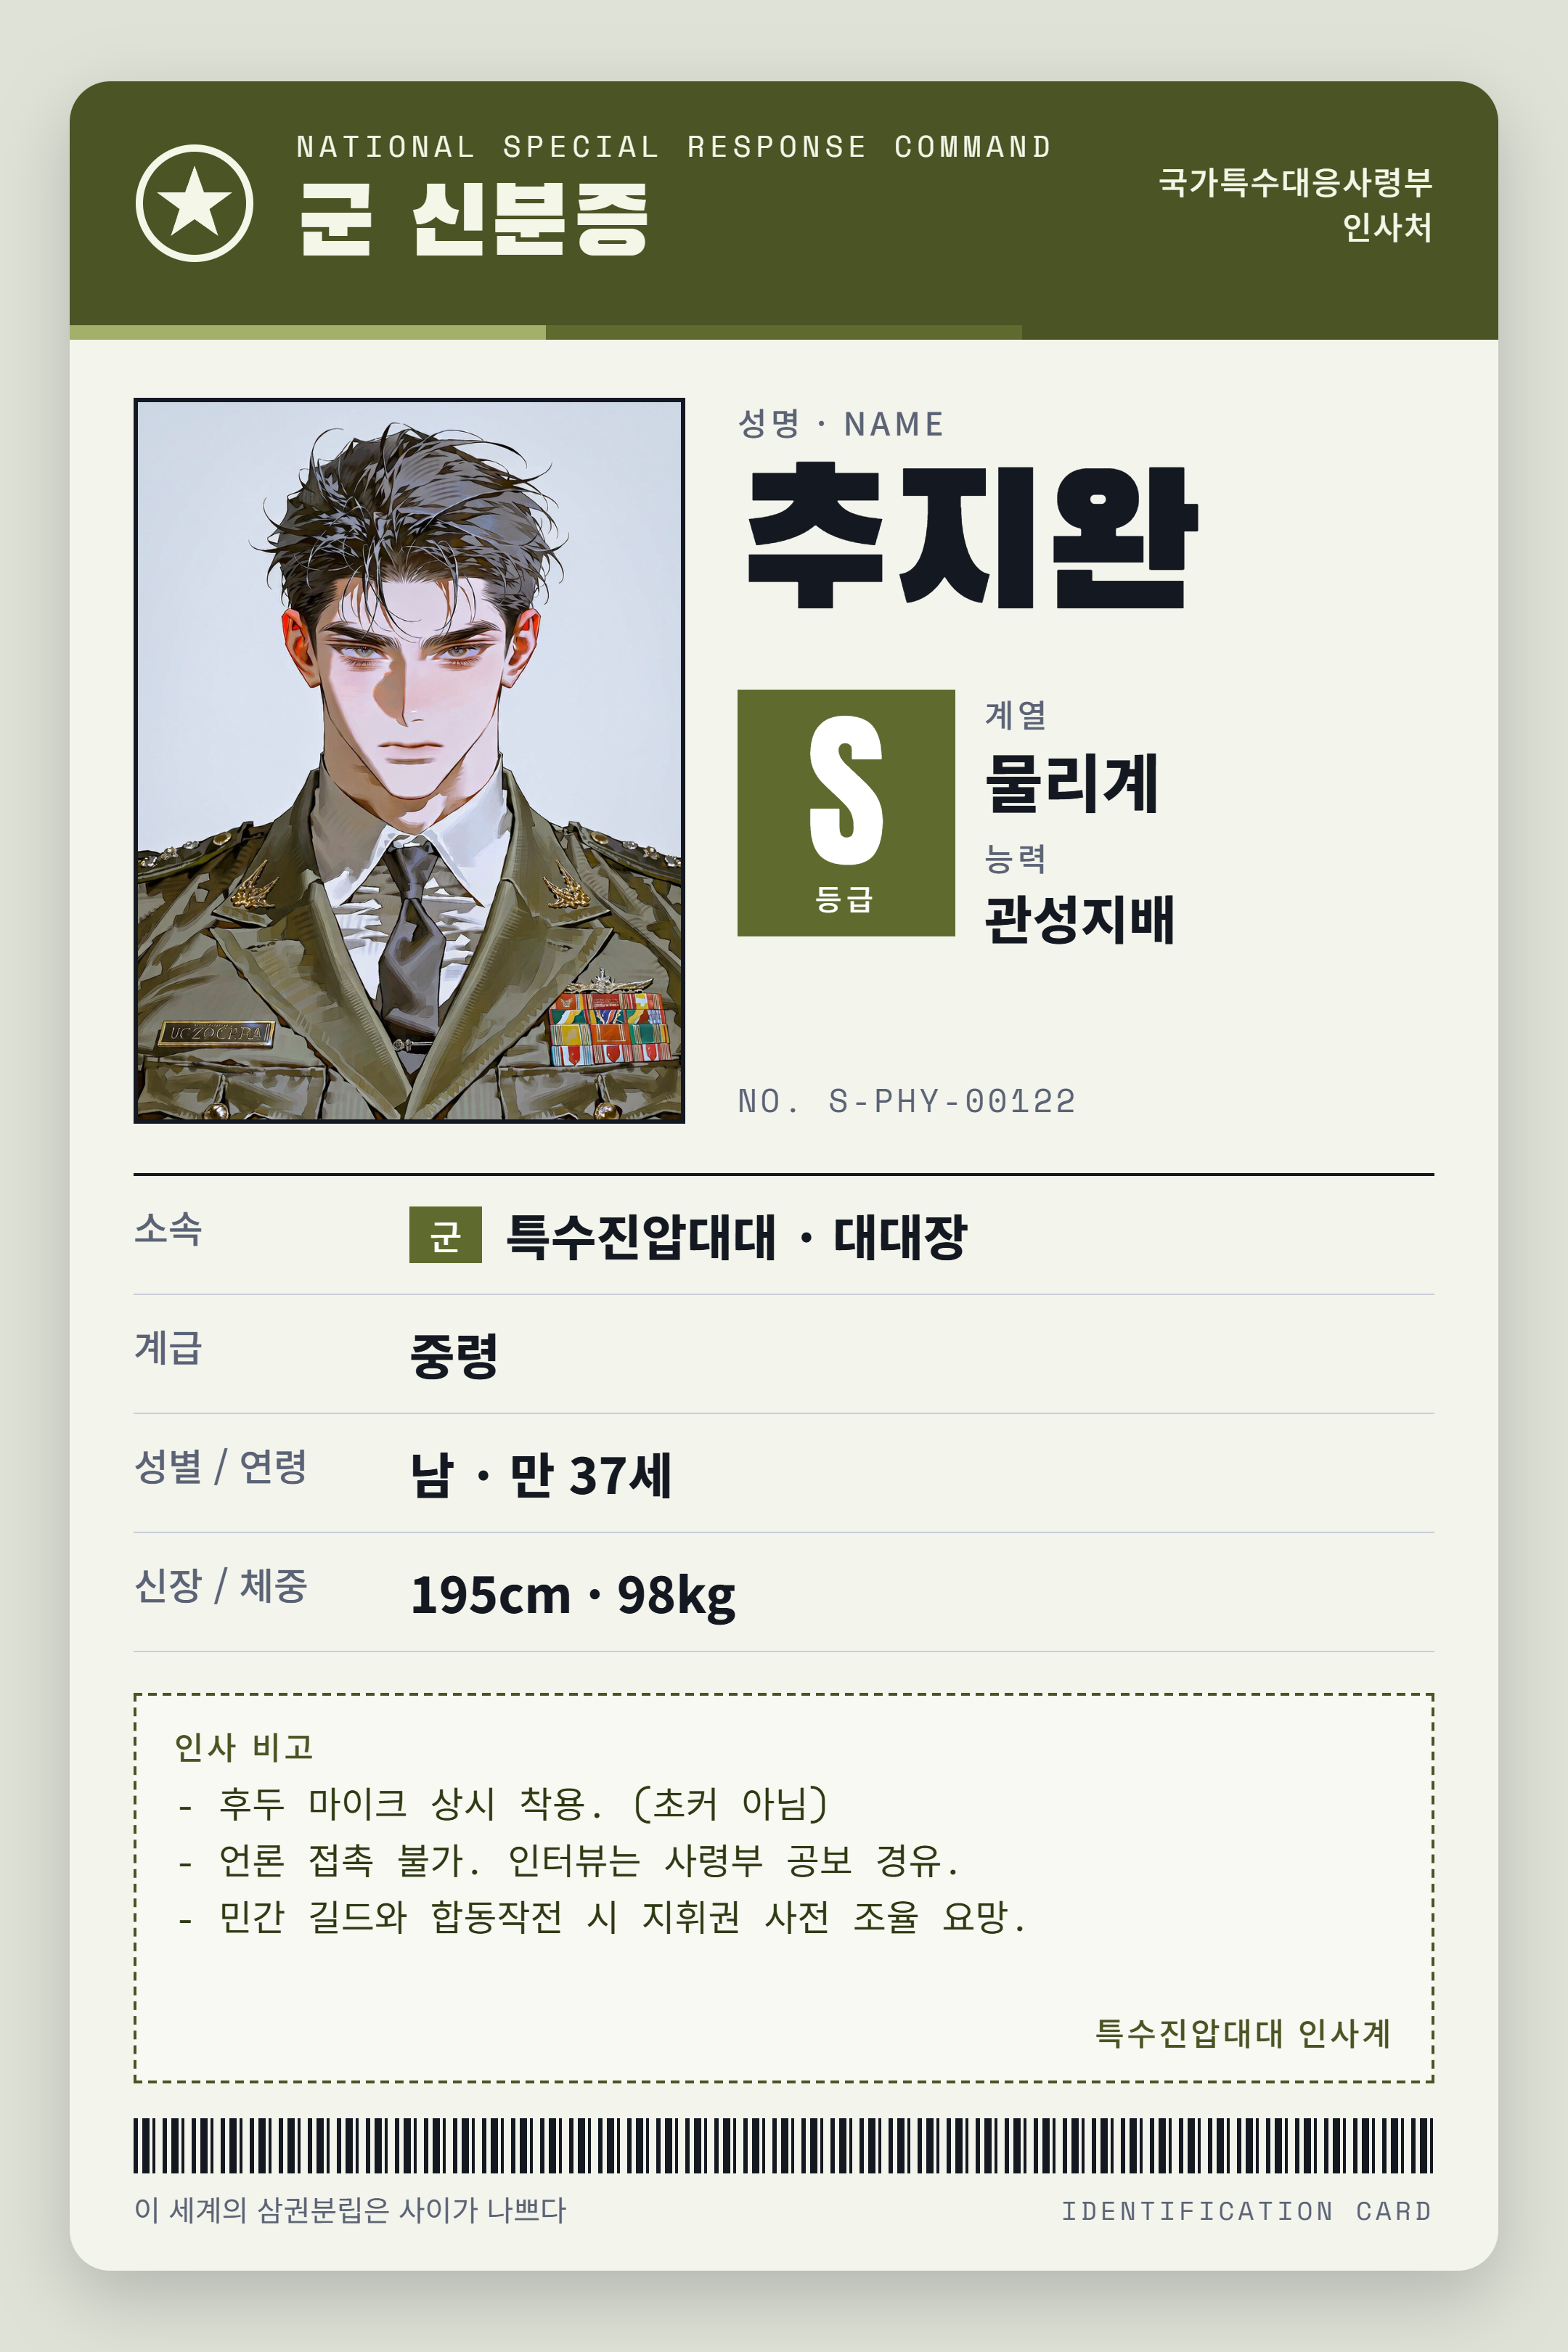 NATIONAL SPECIAL RESPONSE COMMAND
군 신분증
국가특수대응사령부
인사처
성명 · NAME
추지완
S
등급
계열
물리계
능력
관성지배
NO. S-PHY-00122
소속
군 특수진압대대 · 대대장
계급
중령
성별 / 연령
남 · 만 37세
신장 / 체중
195cm · 98kg
인사 비고
- 후두 마이크 상시 착용. (초커 아님)
- 언론 접촉 불가. 인터뷰는 사령부 공보 경유.
- 민간 길드와 합동작전 시 지휘권 사전 조율 요망.
특수진압대대 인사계
이 세계의 삼권분립은 사이가 나쁘다
IDENTIFICATION CARD